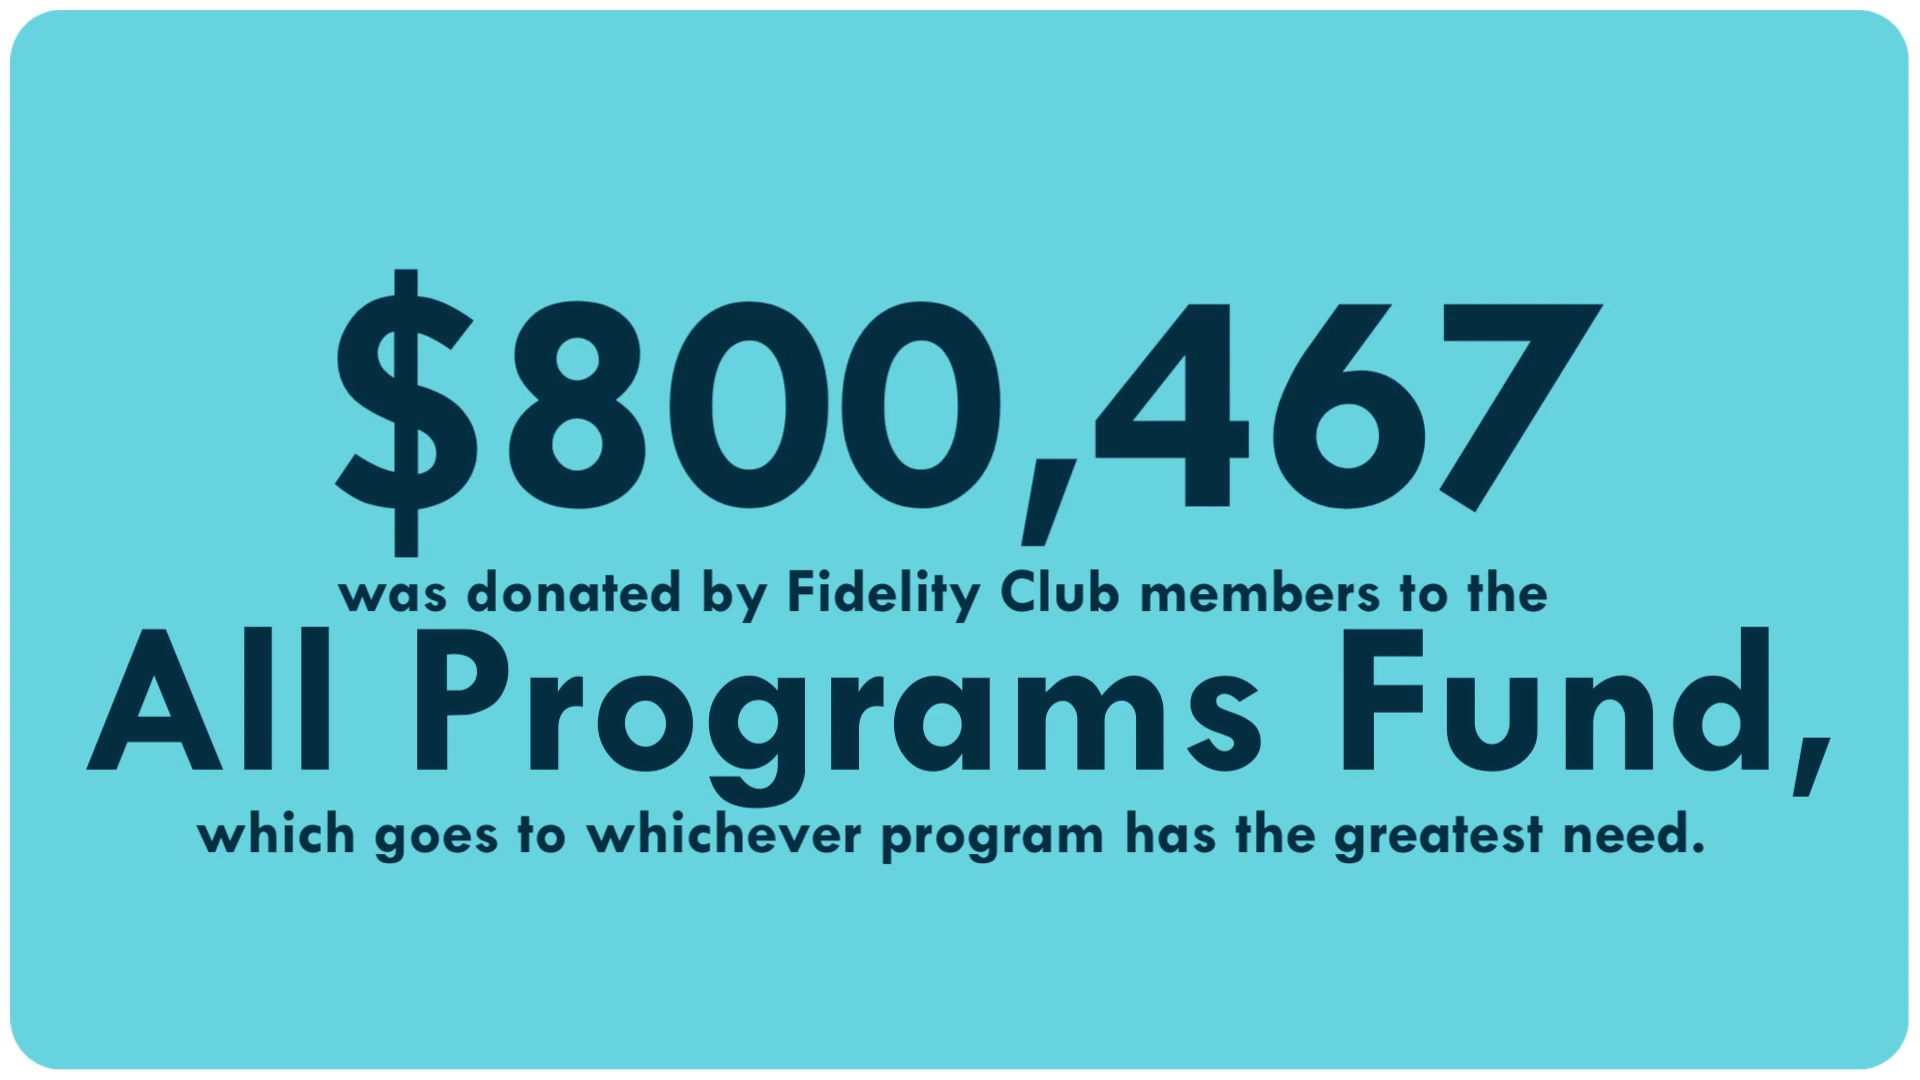 $800,467
was donated by Fidelity Club members to the
All Programs Fund,
which goes to whichever program has the greatest need.